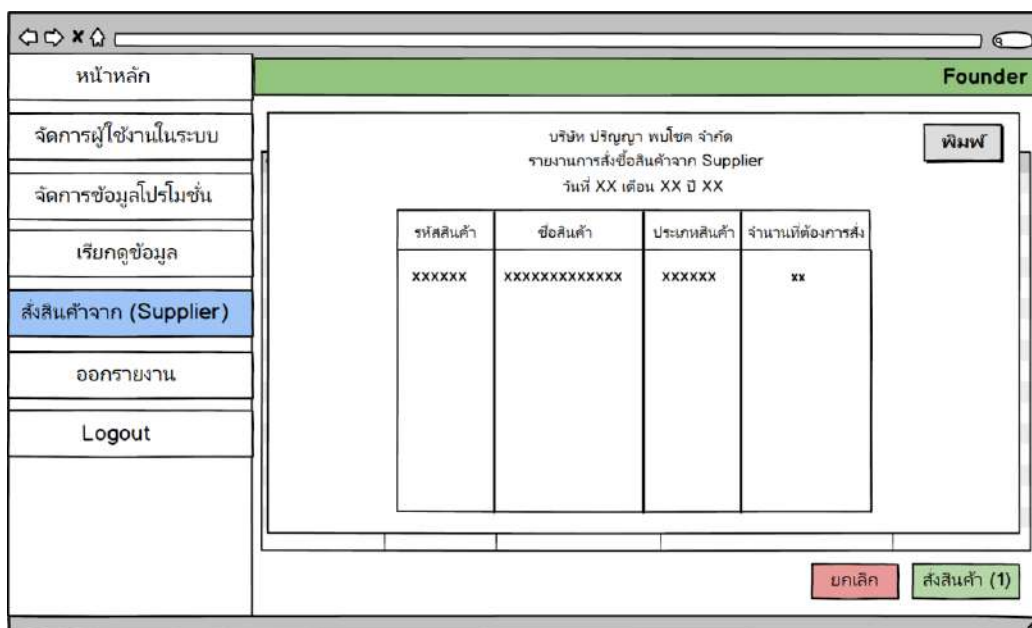 หน้าหลัก
Founder
จัดการผู้ใช้งานในระบบ
จัดการข้อมูลโปรโมชั่น
เรียกดูข้อมูล
สั่งสินค้าจาก (Supplier)
ออกรายงาน
Logout
บริษัท ปริญญา พบโชค จำกัด
รายงานการสั่งซื้อสินค้าจาก Supplier
วันที่ XX เดือน XX ปี XX
พิมพ์
รหัสสินค้า ชื่อสินค้า ประเภทสินค้า จำนานที่ต้องการสั่ง
XXXXXX XXXXXXXXXXXXX XXXXXX xx
ยกเลิก สั่งสินค้า (1)